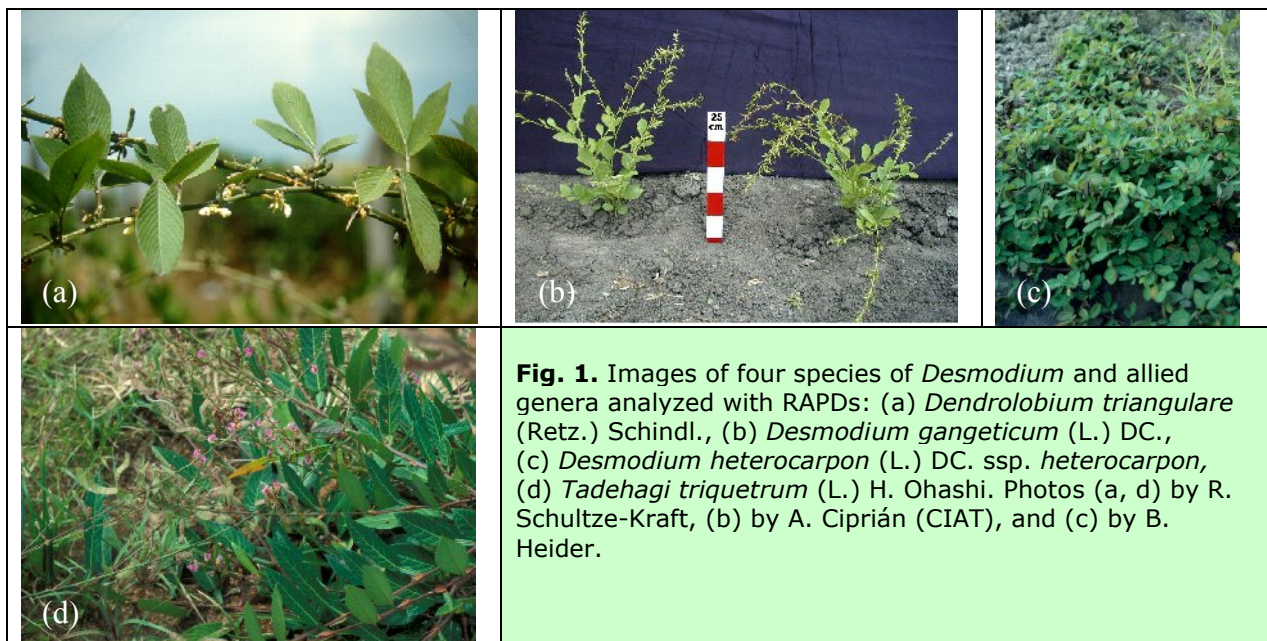 (a)
(b)
25
cm
(c)
(d)
Fig. 1. Images of four species of Desmodium and allied
genera analyzed with RAPDs: (a) Dendrolobium triangulare
(Retz.) Schindl., (b) Desmodium gangeticum (L.) DC.,
(c) Desmodium heterocarpon (L.) DC. ssp. heterocarpon,
(d) Tadehagi triquetrum (L.) H. Ohashi. Photos (a, d) by R.
Schultze-Kraft, (b) by A. Ciprián (CIAT), and (c) by B.
Heider.